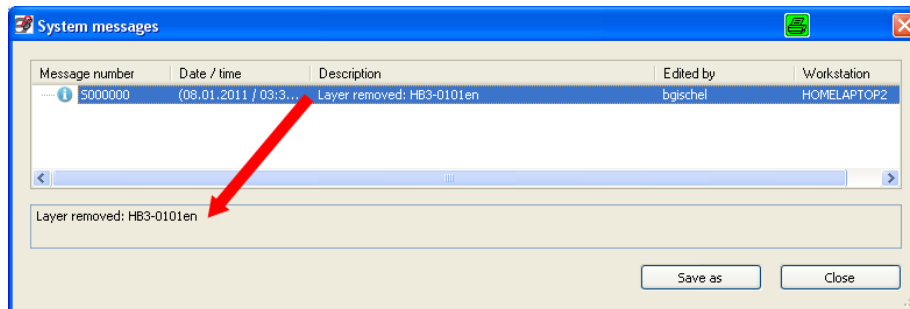 System messages
Message number Date / time Description Edited by Workstation
5000000 (08.01.2011 / 03:3... Layer removed: HB3-0101en bgischel HOMELAPTOP2
Layer removed: HB3-0101en
Save as Close